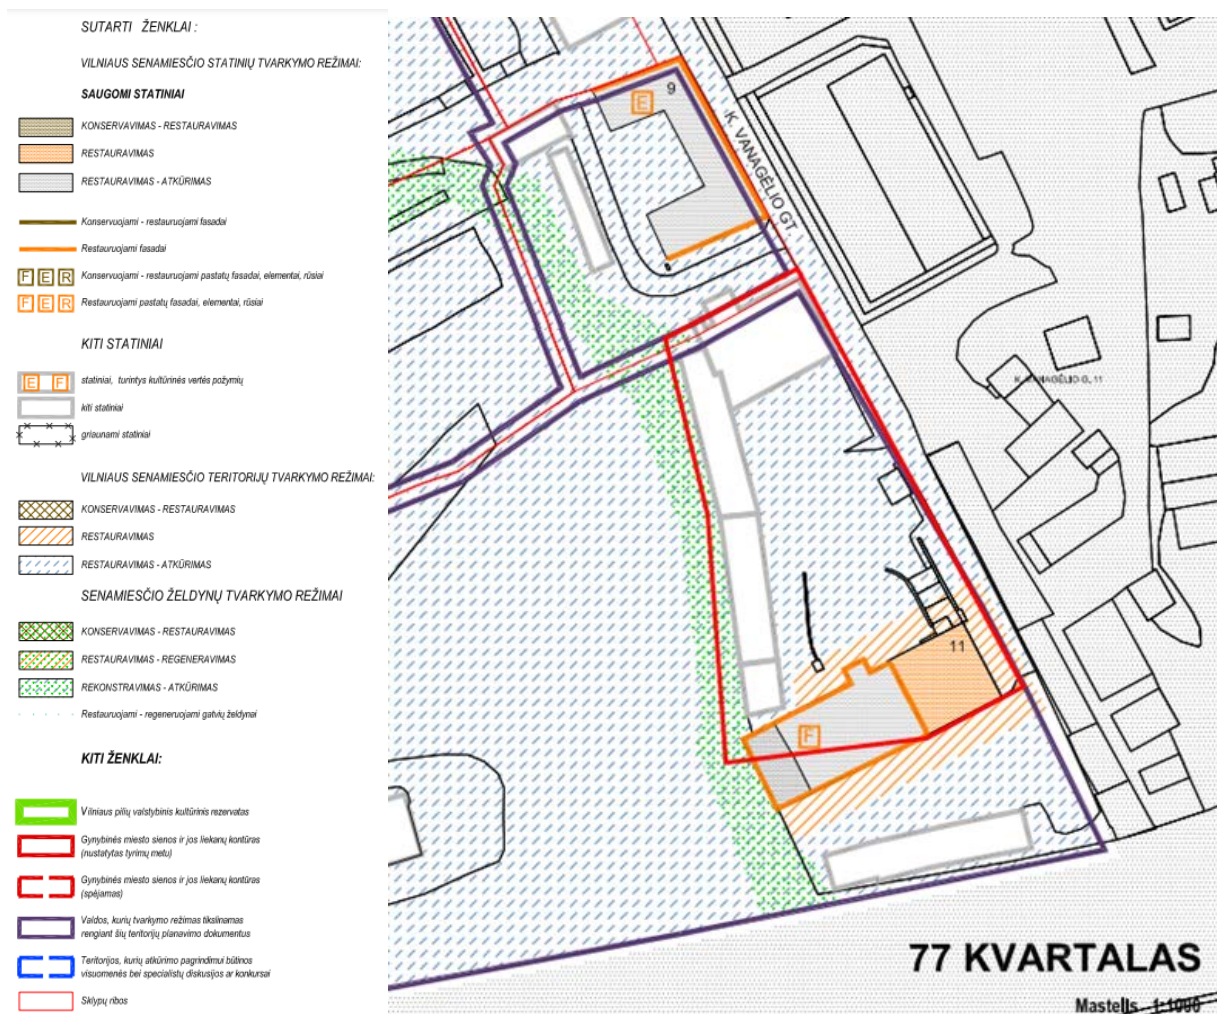 SUTARTI ŽENKLAI :
VILNIAUS SENAMIESČIO STATINIŲ TVARKYMO REŽIMAI:
SAUGOMI STATINIAI
KONSERVAVIMAS - RESTAURAVIMAS
RESTAURAVIMAS
RESTAURAVIMAS - ATKŪRIMAS
Konservuojami - restauruojami fasadai
Restauruojami fasadai
F E R Konservuojami - restauruojami pastatų fasadai, elementai, rūsiai
F E R Restauruojami pastatų fasadai, elementai, rūsiai
KITI STATINIAI
E F statiniai, turintys kultūrinės vertės požymių
kiti statiniai
griaunami statiniai
VILNIAUS SENAMIESČIO TERITORIJŲ TVARKYMO REŽIMAI:
KONSERVAVIMAS - RESTAURAVIMAS
RESTAURAVIMAS
RESTAURAVIMAS - ATKŪRIMAS
SENAMIESČIO ŽELDYNŲ TVARKYMO REŽIMAI
KONSERVAVIMAS - RESTAURAVIMAS
RESTAURAVIMAS - REGENERAVIMAS
REKONSTRAVIMAS - ATKŪRIMAS
Restauruojami - regeneruojami gatvių želdynai
KITI ŽENKLAI:
Vilniaus pilių valstybinis kultūrinis rezervatas
Gynybinės miesto sienos ir jos liekanų kontūras
(nustatytas tyrimų metu)
Gynybinės miesto sienos ir jos liekanų kontūras
(spėjamas)
Valdos, kurių tvarkymo režimas tikslinamas
rengiant šių teritorijų planavimo dokumentus
Teritorijos, kurių atkūrimo pagrindimui būtinos
visuomenės bei specialistų diskusijos ar konkursai
Sklypų ribos
E
9
K. VANAGĖLIO GT.
K. VANAGĖLIO G. 11
11
F
77 KVARTALAS
Mastelis 1:1000